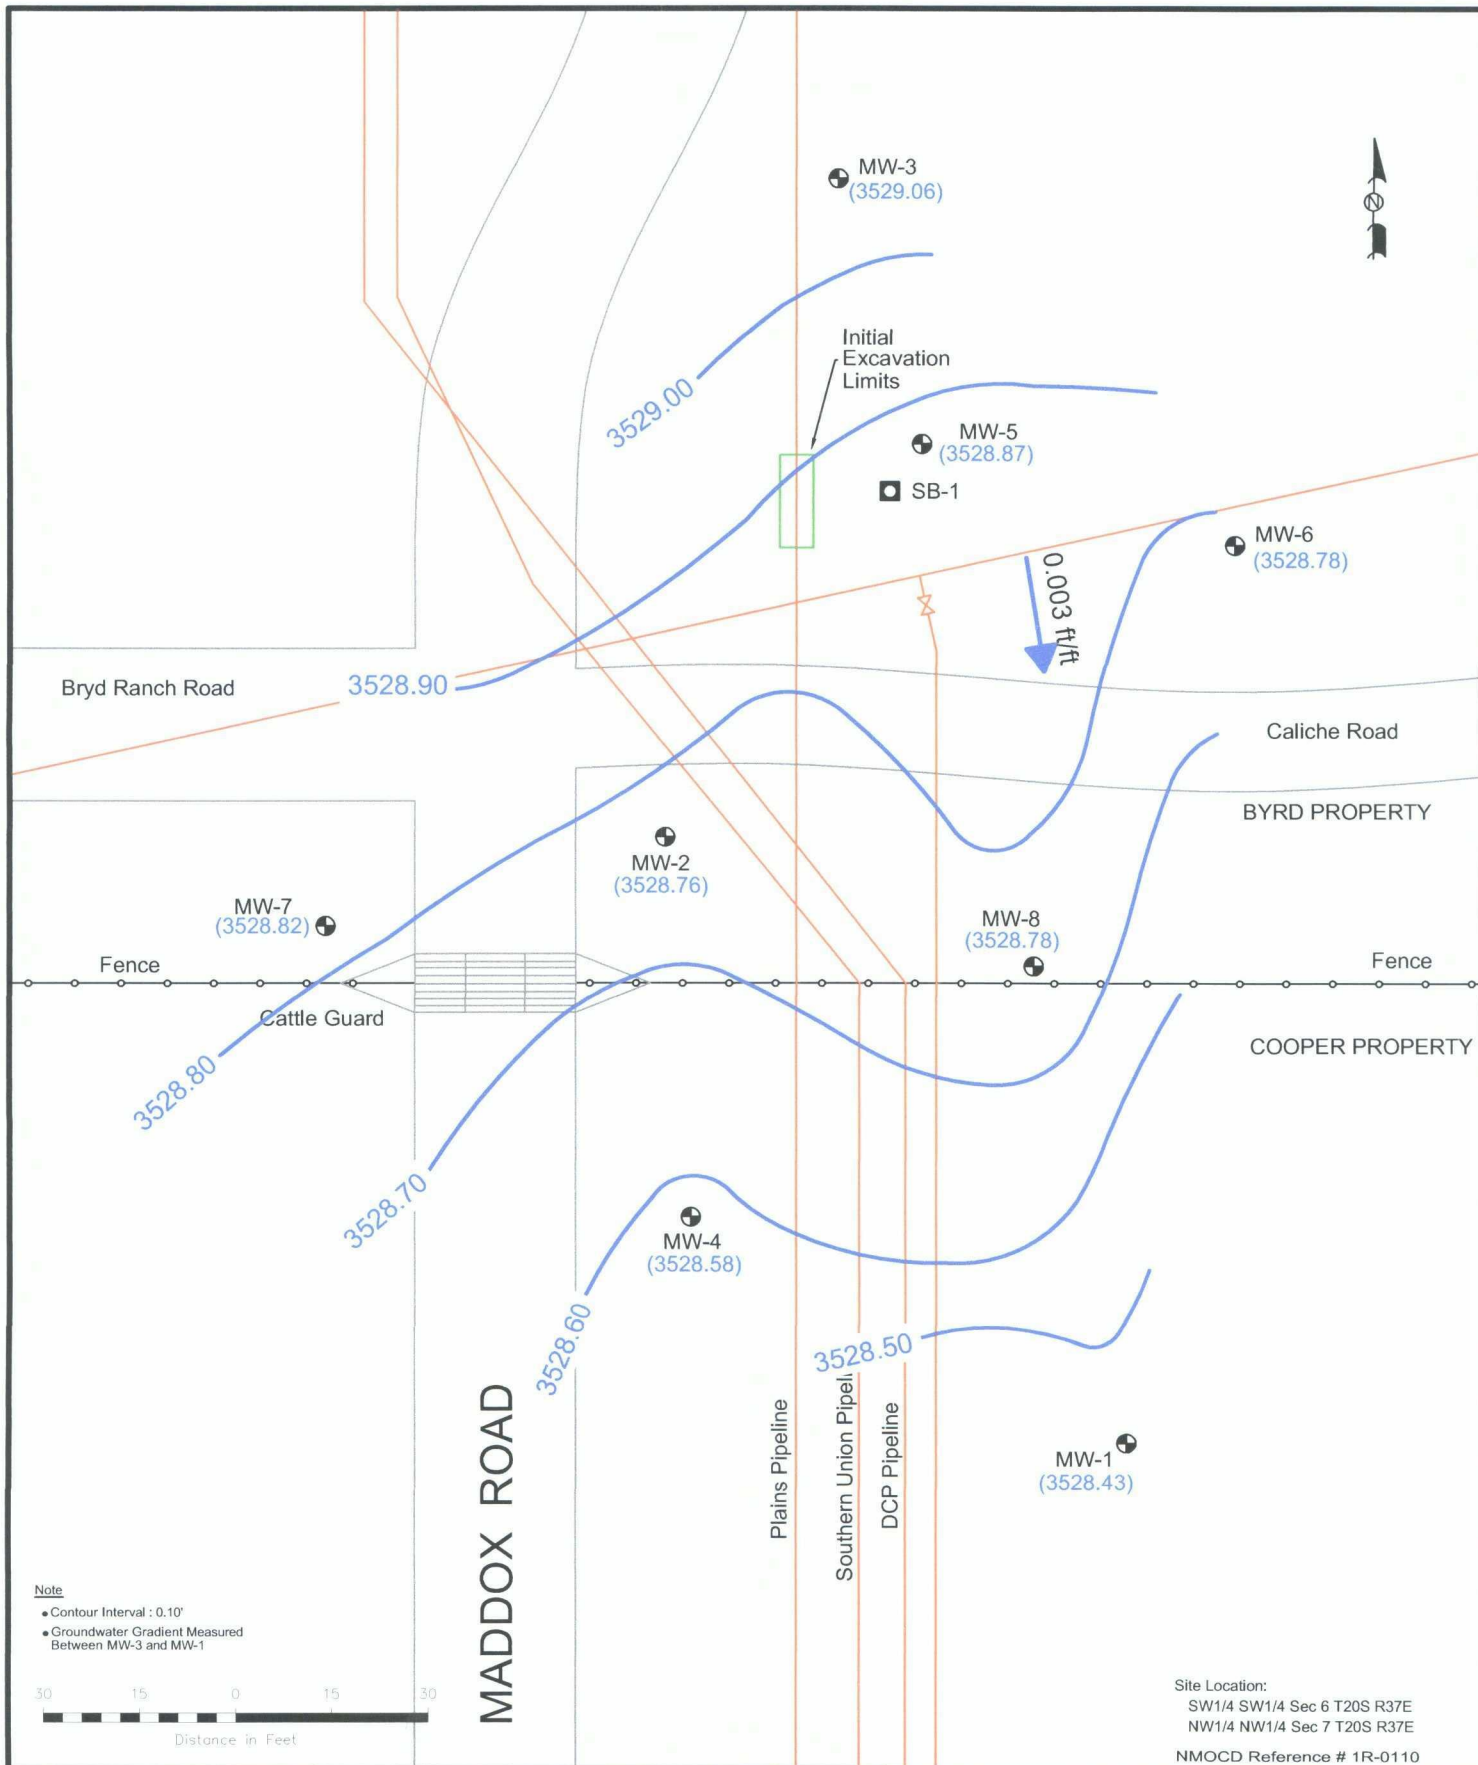 MW-3
(3529.06)
N
Initial
Excavation
Limits
3529.00
MW-5
(3528.87)
SB-1
MW-6
(3528.78)
0.003 ft/ft
Bryd Ranch Road
3528.90
Caliche Road
BYRD PROPERTY
MW-2
(3528.76)
MW-7
(3528.82)
MW-8
(3528.78)
Fence
Fence
Cattle Guard
COOPER PROPERTY
3528.80
3528.70
MW-4
(3528.58)
3528.60
3528.50
MADDOX ROAD
Plains Pipeline
Southern Union Pipeli
DCP Pipeline
MW-1
(3528.43)
Note
• Contour Interval : 0.10'
• Groundwater Gradient Measured
Between MW-3 and MW-1
30 15 0 15 30
Distance in Feet
Site Location:
SW1/4 SW1/4 Sec 6 T20S R37E
NW1/4 NW1/4 Sec 7 T20S R37E
NMOCD Reference # 1R-0110